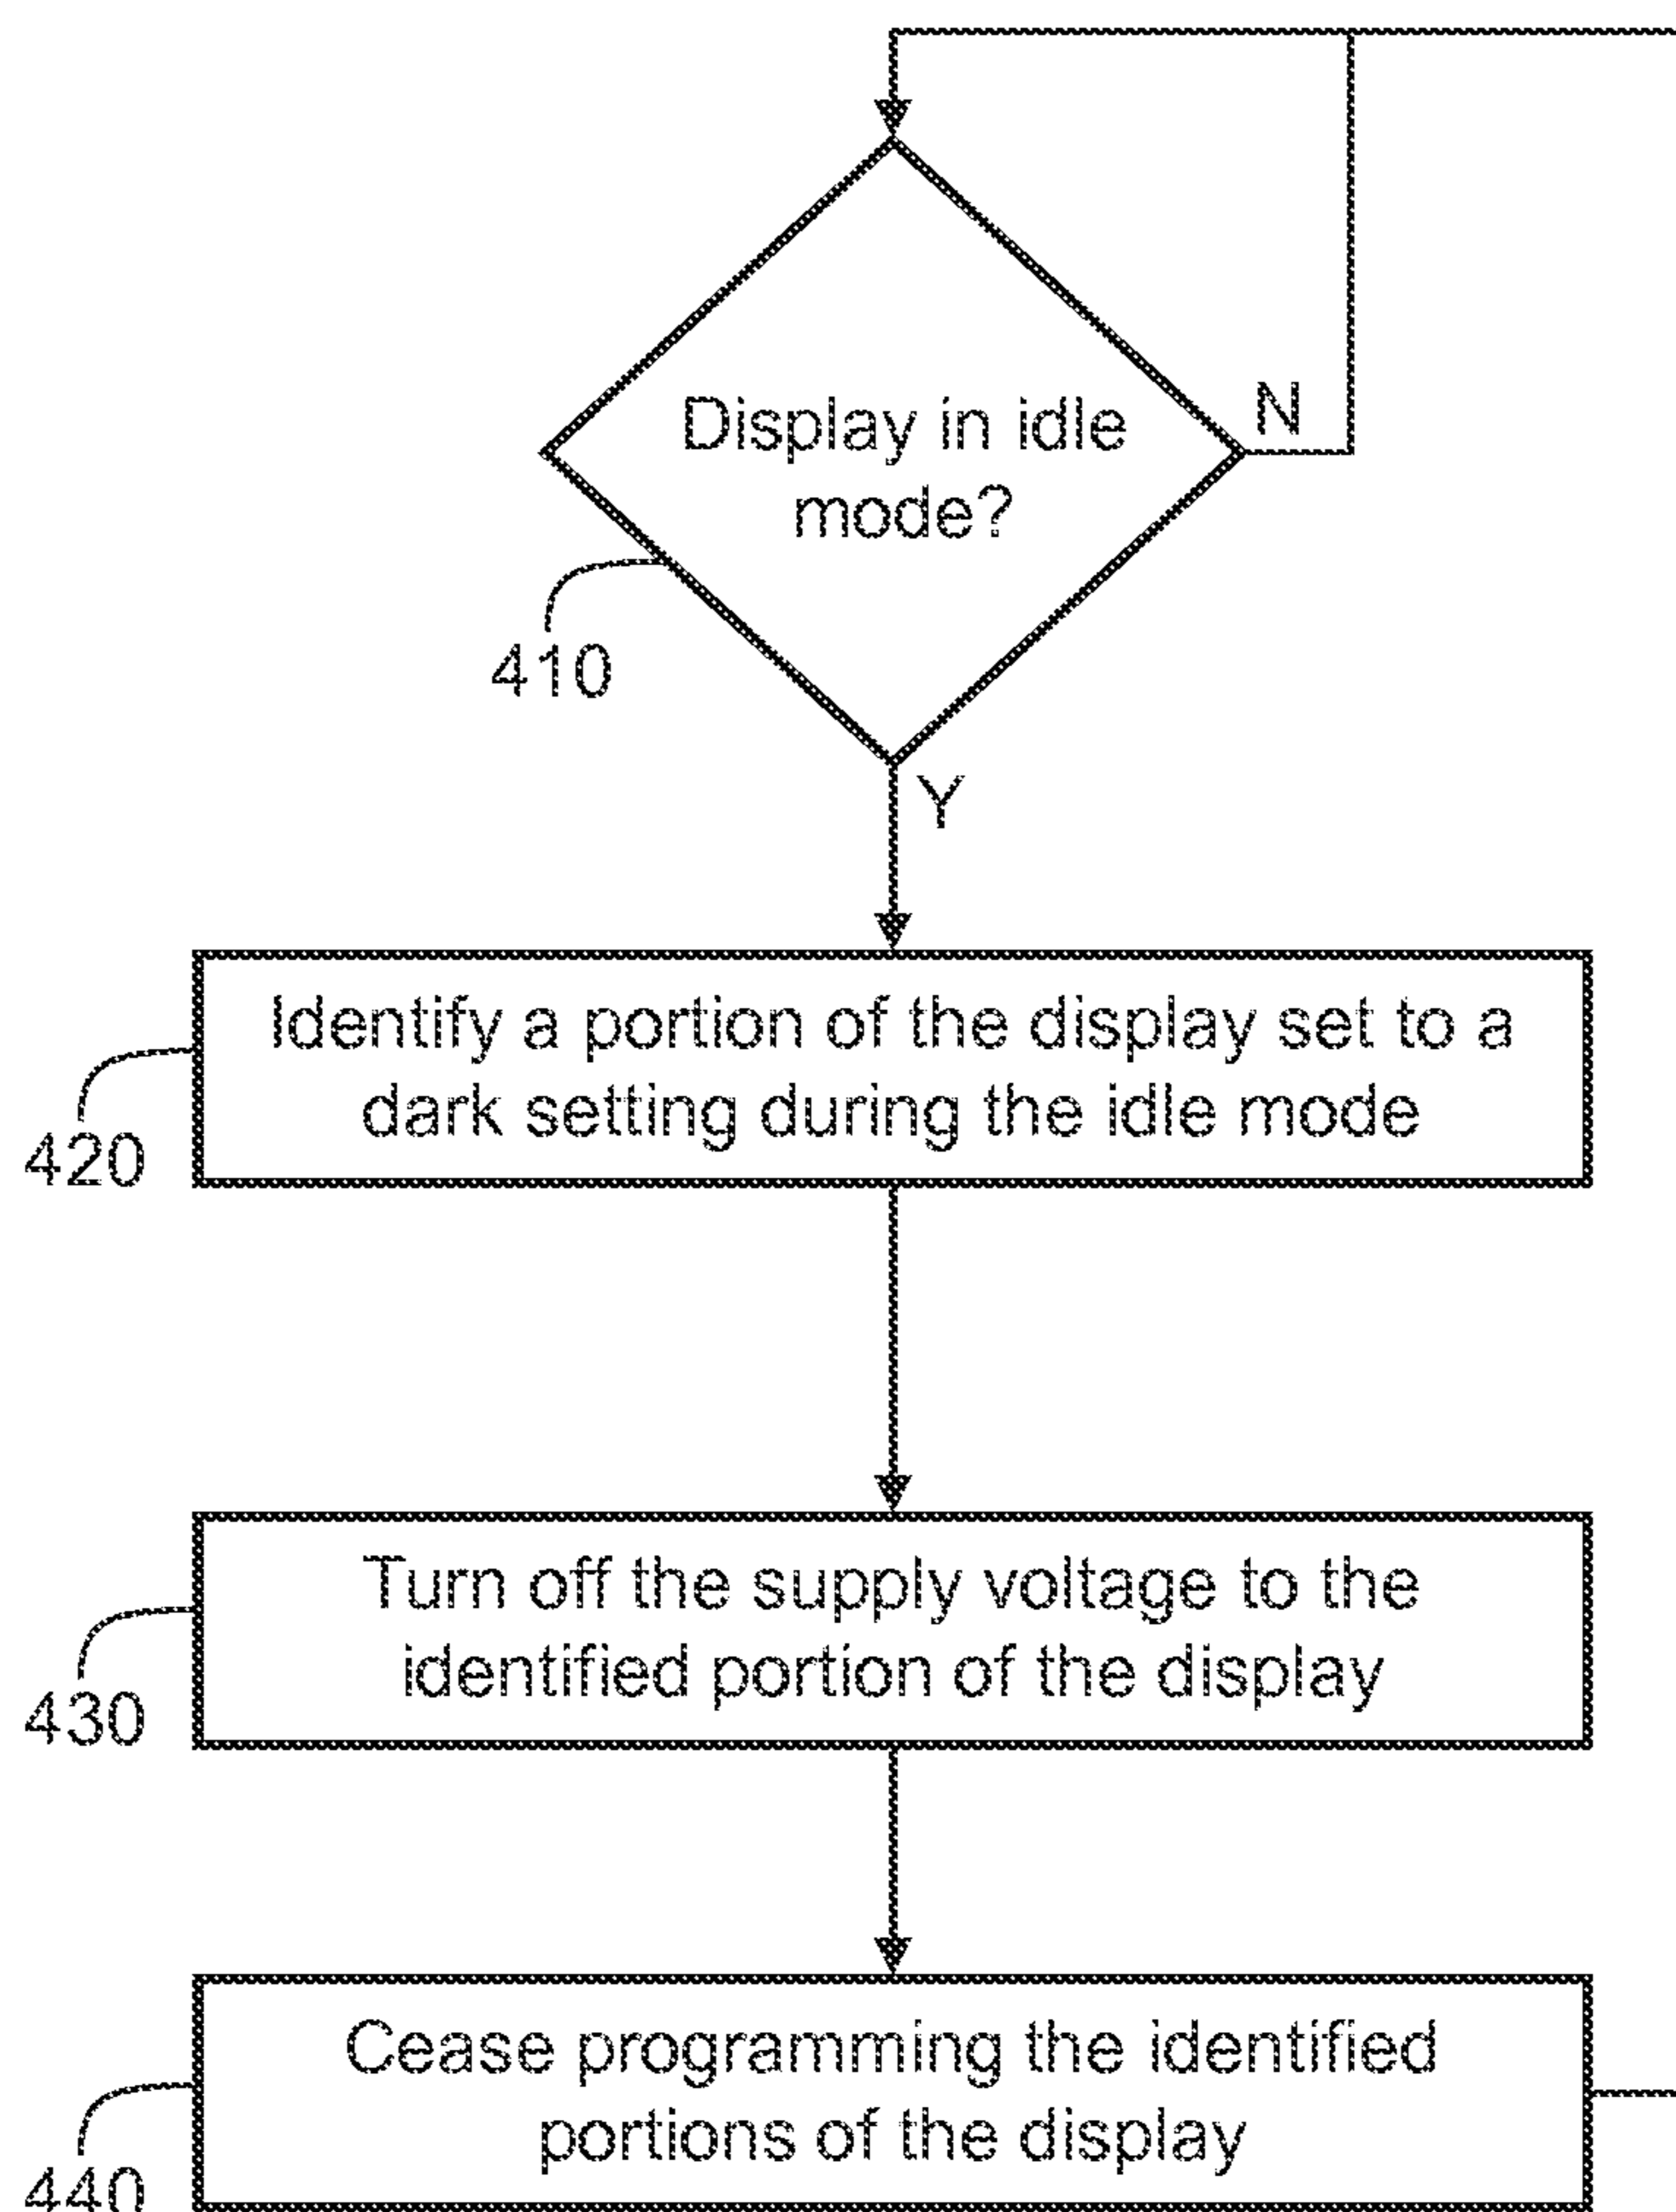 Display in idle
mode?
N
410
Y
Identify a portion of the display set to a
dark setting during the idle mode
420
Turn off the supply voltage to the
identified portion of the display
430
Cease programming the identified
portions of the display
440